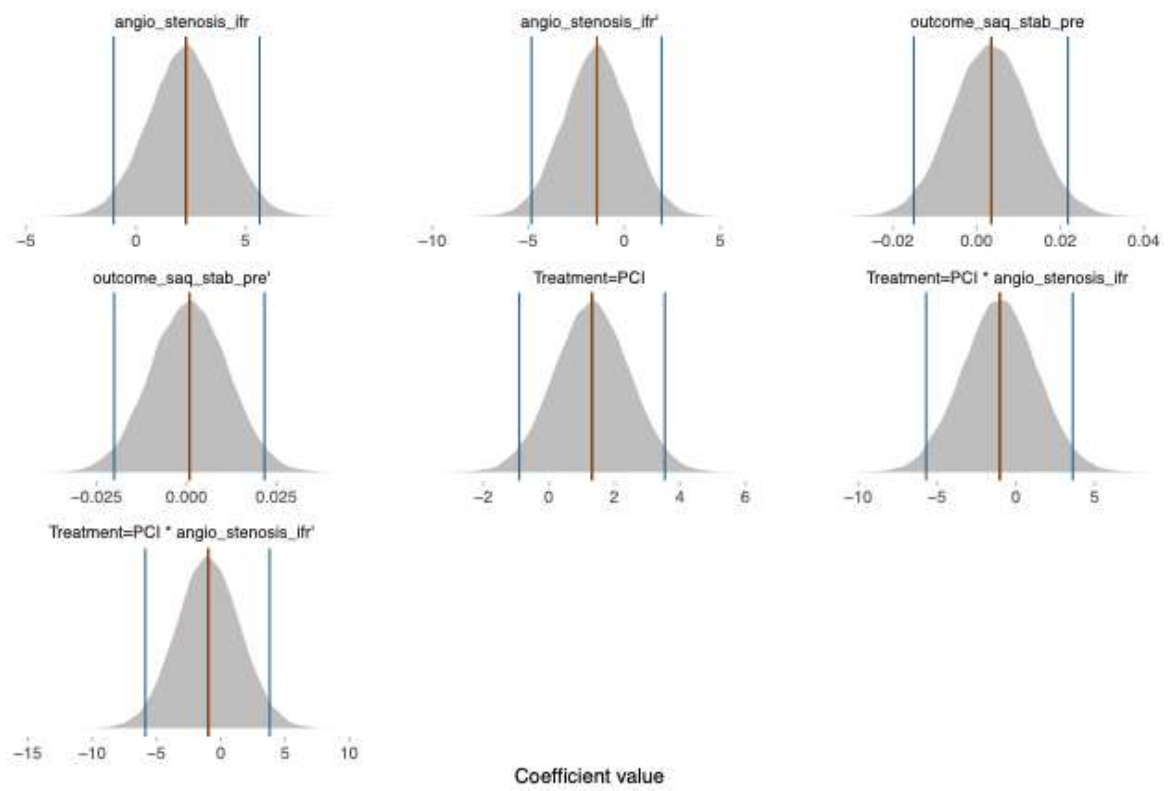 angio_stenosis_ifr angio_stenosis_ifr' outcome_saq_stab_pre
−5 0 5 −10 −5 0 5 −0.02 0.00 0.02 0.04
outcome_saq_stab_pre' Treatment=PCI Treatment=PCI * angio_stenosis_ifr
−0.025 0.000 0.025 −2 0 2 4 6 −10 −5 0 5
Treatment=PCI * angio_stenosis_ifr'
−15 −10 −5 0 5 10
Coefficient value